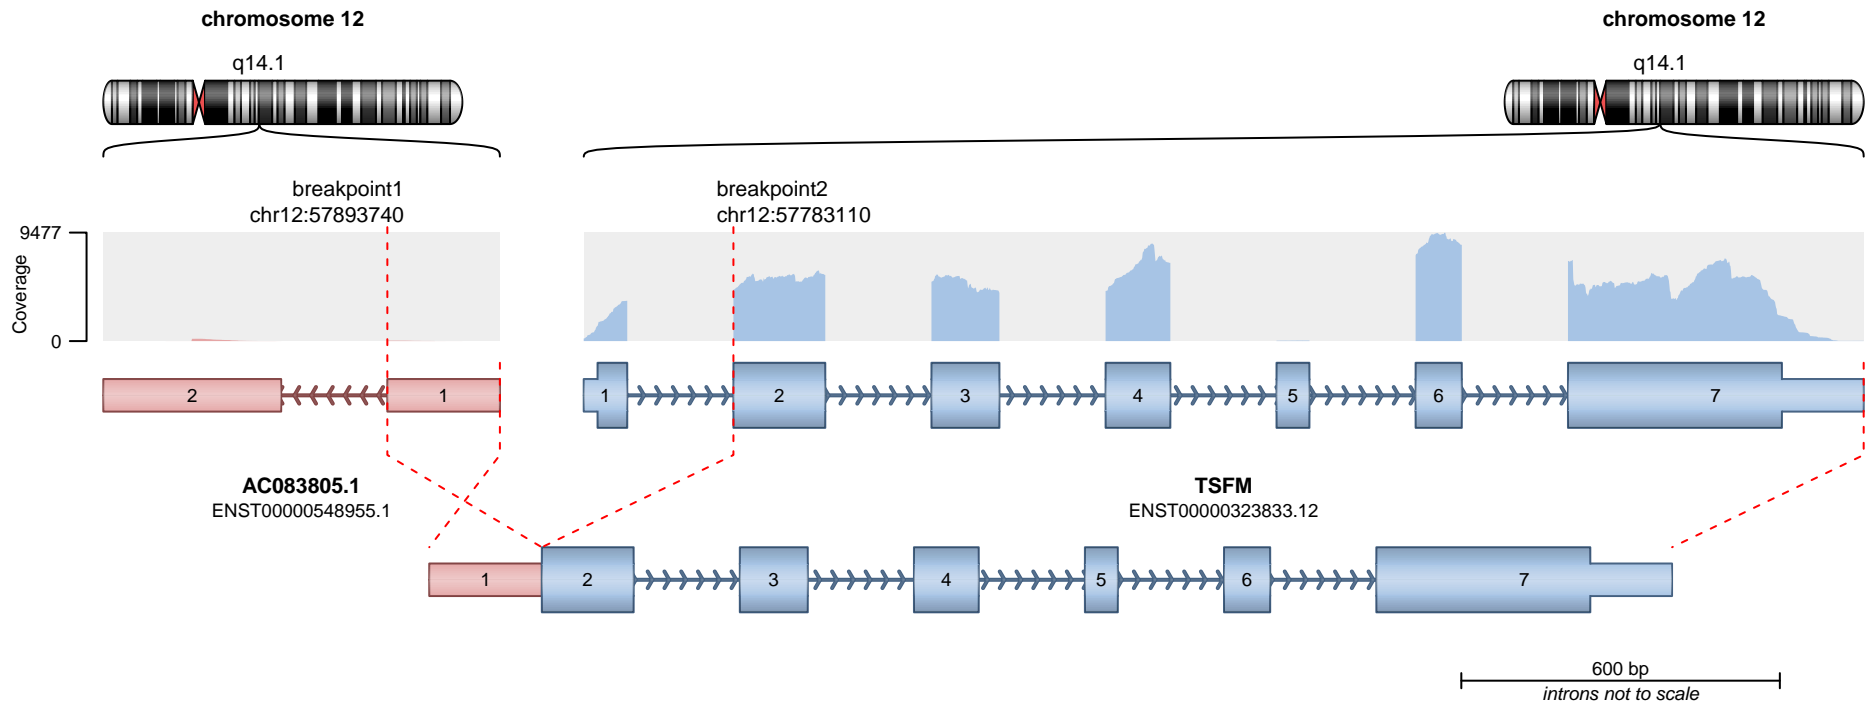 chromosome 12
chromosome 12
q14.1
q14.1
breakpoint1
chr12:57893740
breakpoint2
chr12:57783110
9477
Coverage
0
2
1
1
2
3
4
5
6
7
AC083805.1
ENST00000548955.1
TSFM
ENST00000323833.12
1
2
3
4
5
6
7
600 bp
introns not to scale